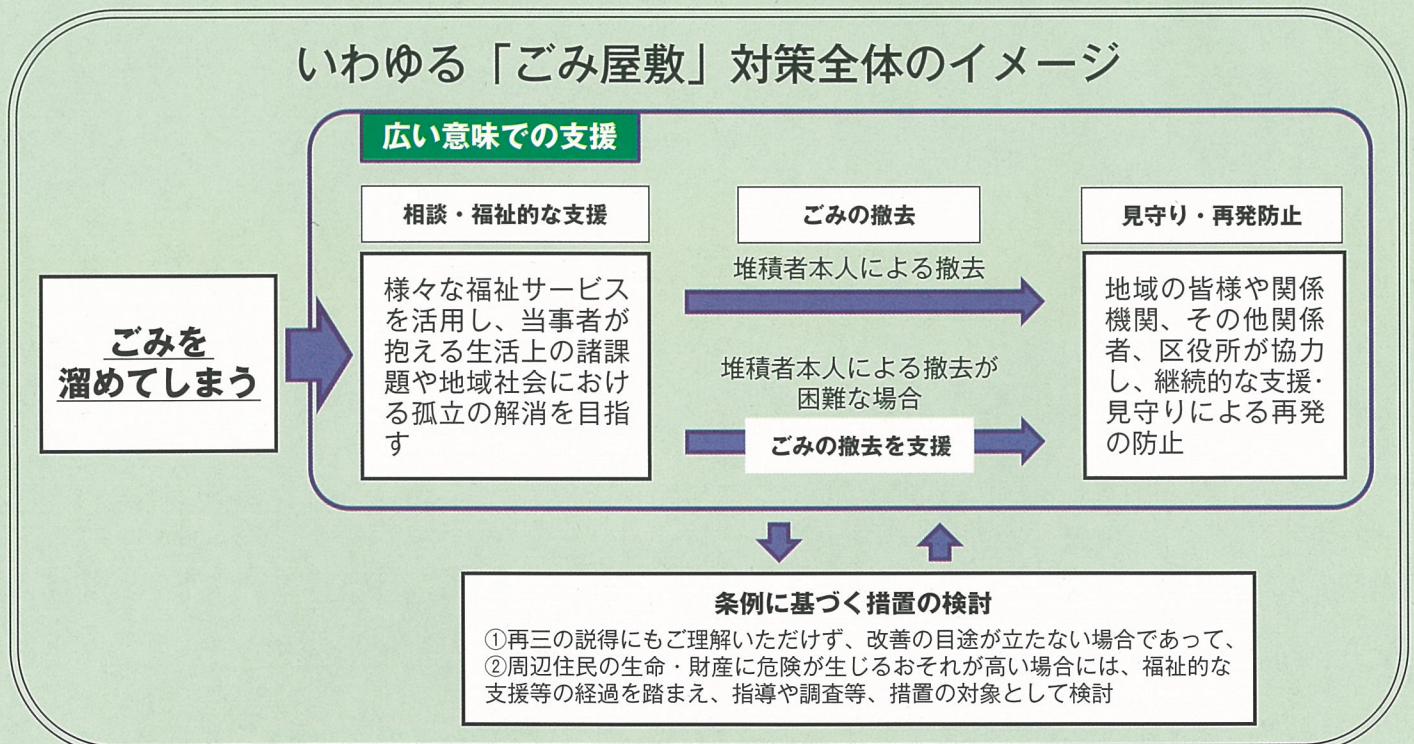 いわゆる「ごみ屋敷」対策全体のイメージ
広い意味での支援
ごみを
溜めてしまう
相談・福祉的な支援
様々な福祉サービス
を活用し、当事者が
抱える生活上の諸課
題や地域社会におけ
る孤立の解消を目指
す
ごみの撤去
堆積者本人による撤去
堆積者本人による撤去が
困難な場合
ごみの撤去を支援
見守り・再発防止
地域の皆様や関係
機関、その他関係
者、区役所が協力
し、継続的な支援・
見守りによる再発
の防止
条例に基づく措置の検討
①再三の説得にもご理解いただけず、改善の目途が立たない場合であって、
②周辺住民の生命・財産に危険が生じるおそれが高い場合には、福祉的な
支援等の経過を踏まえ、指導や調査等、措置の対象として検討